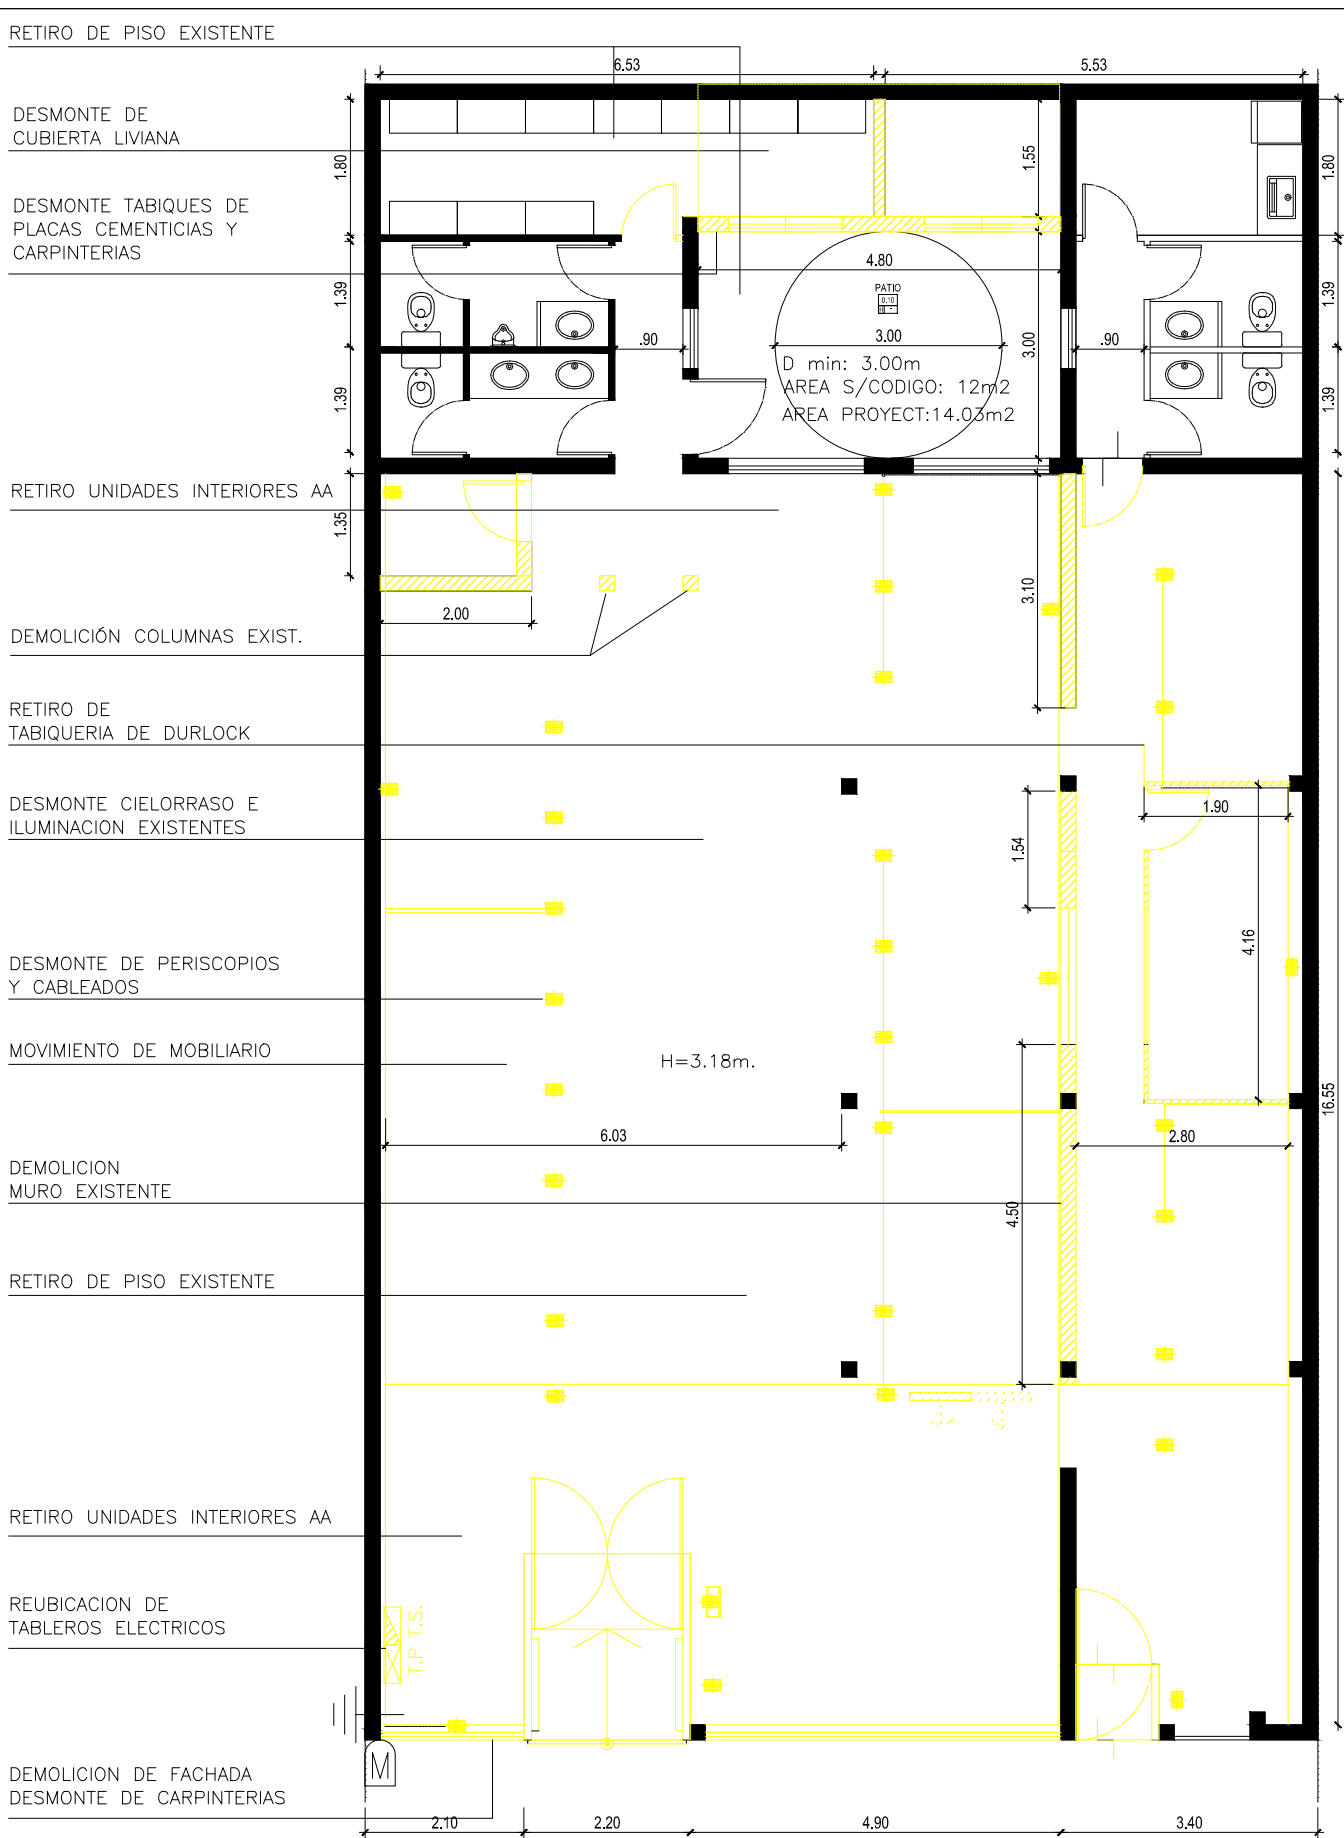 RETIRO DE PISO EXISTENTE
6.53
5.53
DESMONTE DE
CUBIERTA LIVIANA
1.80
1.55
1.80
DESMONTE TABIQUES DE
PLACAS CEMENTICIAS Y
CARPINTERIAS
4.80
PATIO
0.10
1.39
.90
3.00
3.00
.90
1.39
D min: 3.00m
AREA S/CODIGO: 12m2
AREA PROYECT:14.03m2
1.39
1.39
RETIRO UNIDADES INTERIORES AA
1.35
3.10
2.00
DEMOLICIÓN COLUMNAS EXIST.
RETIRO DE
TABIQUERIA DE DURLOCK
DESMONTE CIELORRASO E
ILUMINACION EXISTENTES
1.90
1.54
4.16
DESMONTE DE PERISCOPIOS
Y CABLEADOS
MOVIMIENTO DE MOBILIARIO
H=3.18m.
16.55
6.03
2.80
DEMOLICION
MURO EXISTENTE
4.50
RETIRO DE PISO EXISTENTE
RETIRO UNIDADES INTERIORES AA
REUBICACION DE
TABLEROS ELECTRICOS
T.P T.S.
M
DEMOLICION DE FACHADA
DESMONTE DE CARPINTERIAS
2.10
2.20
4.90
3.40